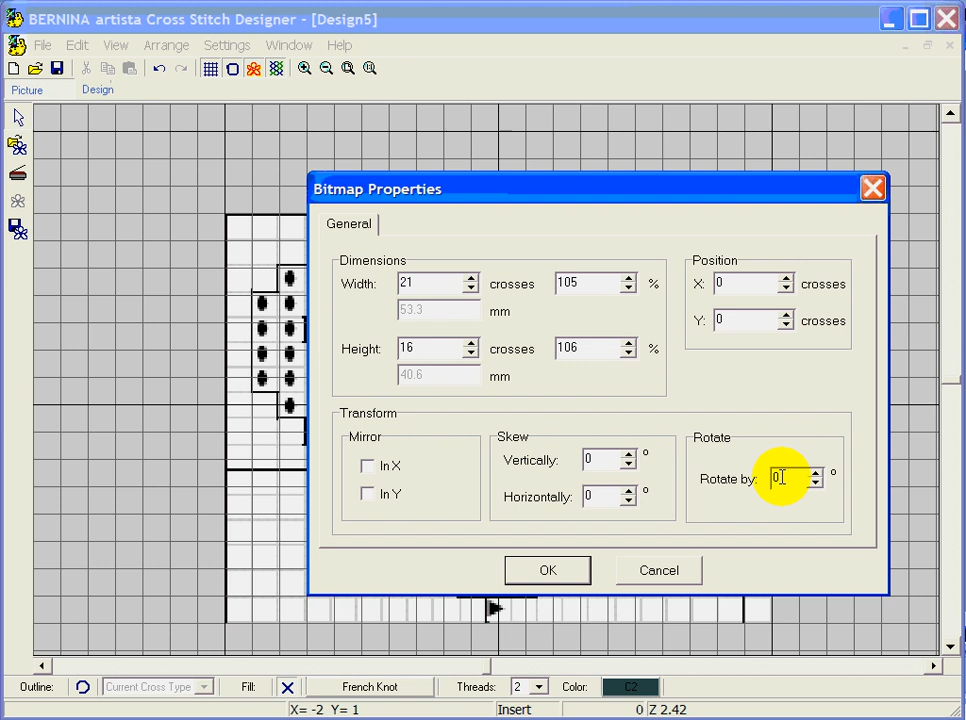 BERNINA artista Cross Stitch Designer - [Design5]
File Edit View Arrange Settings Window Help
Picture Design
Bitmap Properties
General
Dimensions
Width: 21 crosses 105 %
53.3 mm
Height: 16 crosses 106 %
40.6 mm
Position
X: 0 crosses
Y: 0 crosses
Transform
Mirror
In X
In Y
Skew
Vertically: 0 °
Horizontally: 0 °
Rotate
Rotate by: 0 °
OK Cancel
Outline: Current Cross Type Fill: French Knot Threads: 2 Color: C2
X= -2 Y= 1 Insert 0 Z 2.42